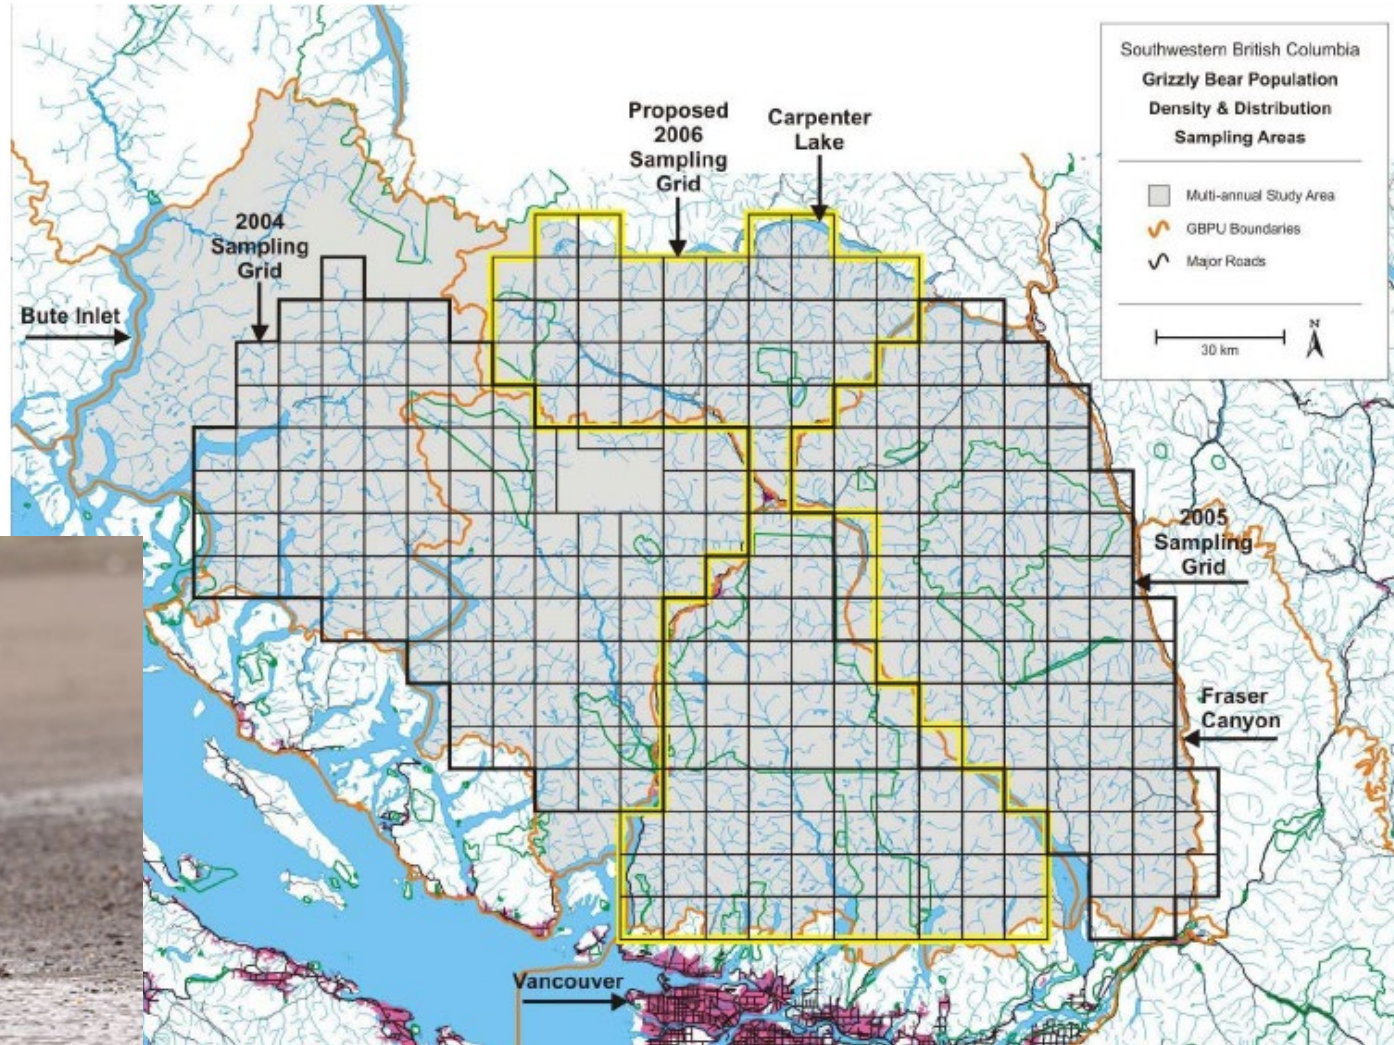 Southwestern British Columbia
Grizzly Bear Population
Density & Distribution
Sampling Areas
Multi-annual Study Area
GBPU Boundaries
Major Roads
30 km
N
Proposed
2006
Sampling
Grid
Carpenter
Lake
2004
Sampling
Grid
Bute Inlet
2005
Sampling
Grid
Fraser
Canyon
Vancouver